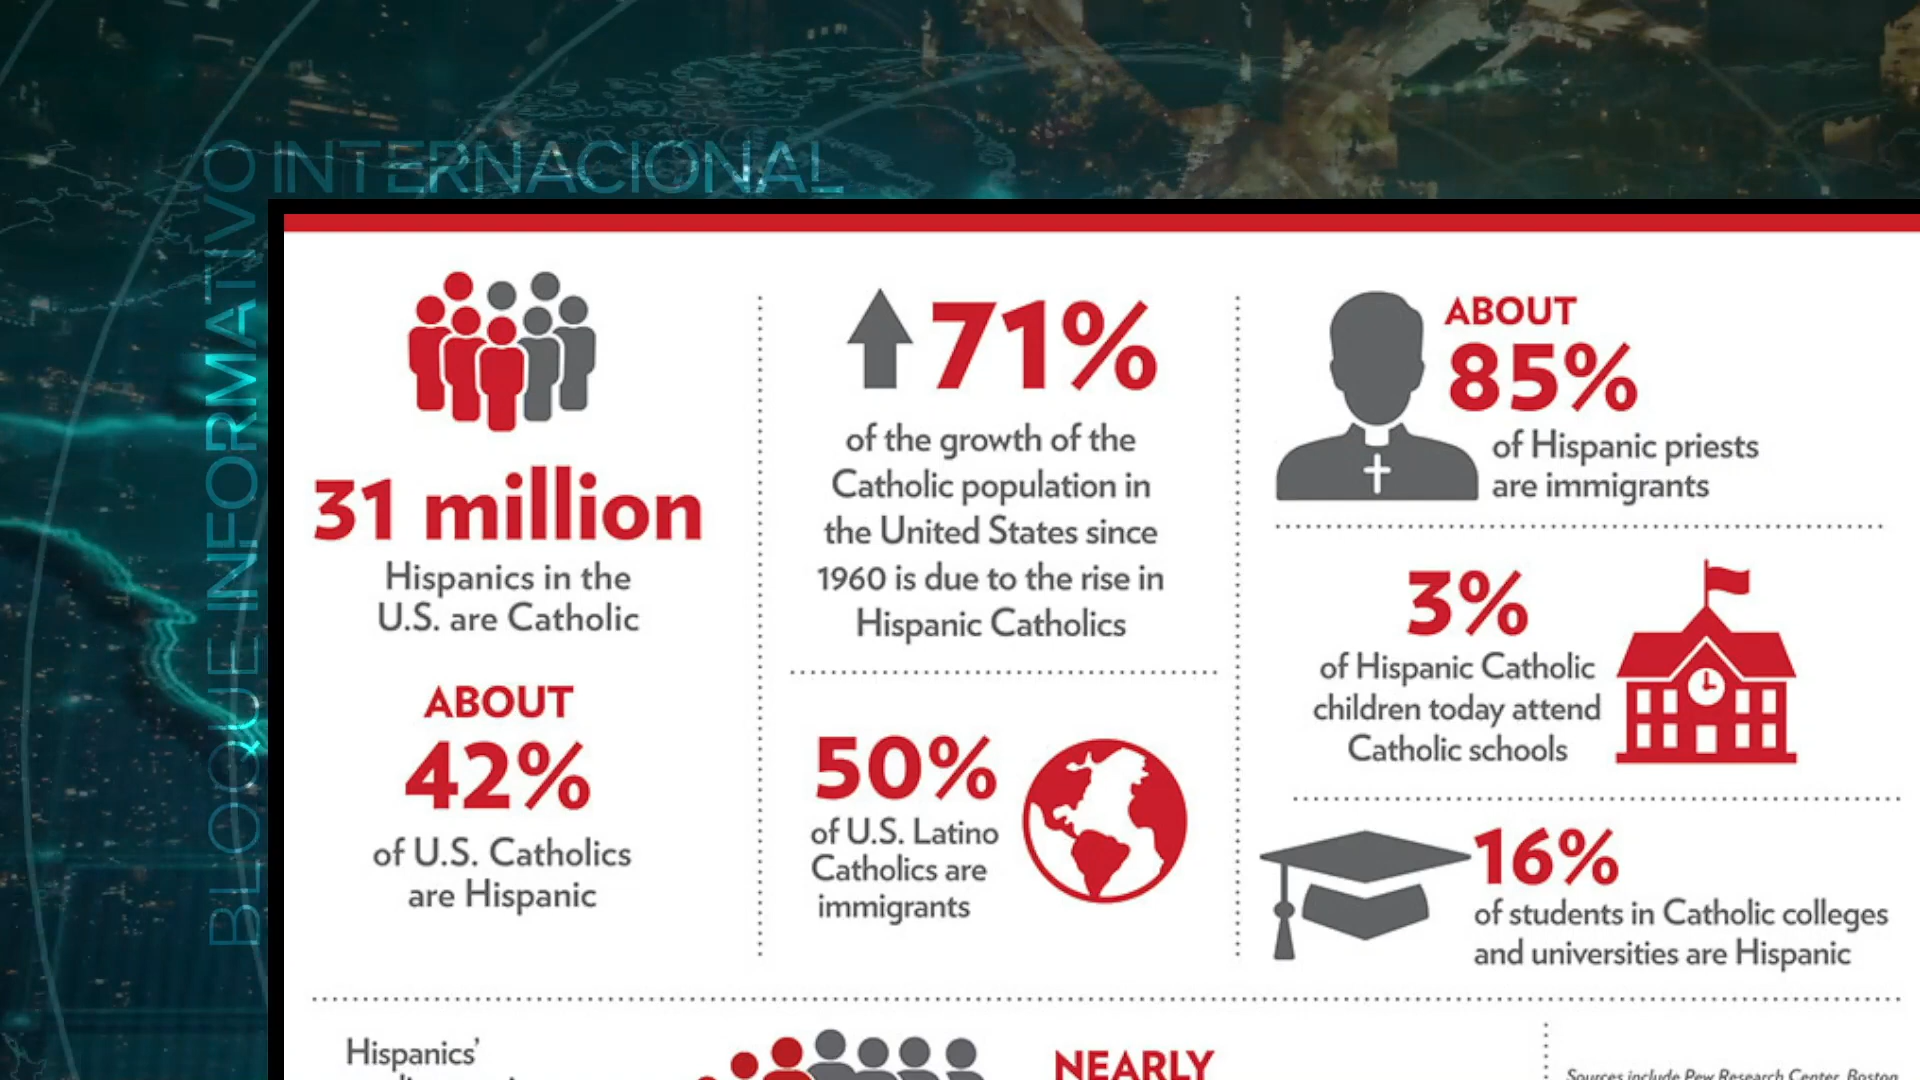 BLOQUE INFORMATIVO INTERNACIONAL
31 million
Hispanics in the
U.S. are Catholic
ABOUT
42%
of U.S. Catholics
are Hispanic
71%
of the growth of the
Catholic population in
the United States since
1960 is due to the rise in
Hispanic Catholics
50%
of U.S. Latino
Catholics are
immigrants
ABOUT
85%
of Hispanic priests
are immigrants
3%
of Hispanic Catholic
children today attend
Catholic schools
16%
of students in Catholic colleges
and universities are Hispanic
Hispanics'
NEARLY
Sources include Pew Research Center, Boston